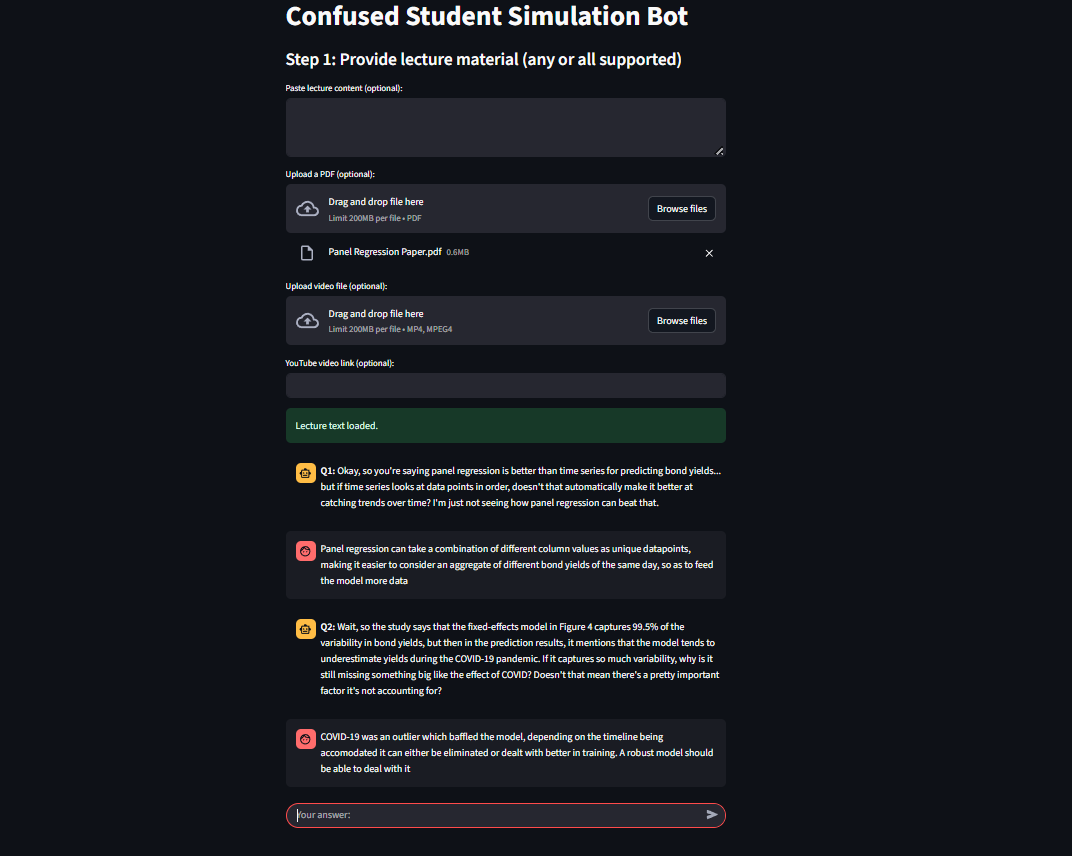 Confused Student Simulation Bot
Step 1: Provide lecture material (any or all supported)
Paste lecture content (optional):
Upload a PDF (optional):
Drag and drop file here
Limit 200MB per file • PDF
Browse files
Panel Regression Paper.pdf 0.6MB
Upload video file (optional):
Drag and drop file here
Limit 200MB per file • MP4, MPEG4
Browse files
YouTube video link (optional):
Lecture text loaded.
Q1: Okay, so you're saying panel regression is better than time series for predicting bond yields...
but if time series looks at data points in order, doesn't that automatically make it better at
catching trends over time? I'm just not seeing how panel regression can beat that.
Panel regression can take a combination of different column values as unique datapoints,
making it easier to consider an aggregate of different bond yields of the same day, so as to feed
the model more data
Q2: Wait, so the study says that the fixed-effects model in Figure 4 captures 99.5% of the
variability in bond yields, but then in the prediction results, it mentions that the model tends to
underestimate yields during the COVID-19 pandemic. If it captures so much variability, why is it
still missing something big like the effect of COVID? Doesn't that mean there's a pretty important
factor it's not accounting for?
COVID-19 was an outlier which baffled the model, depending on the timeline being
accomodated it can either be eliminated or dealt with better in training. A robust model should
be able to deal with it
Your answer: